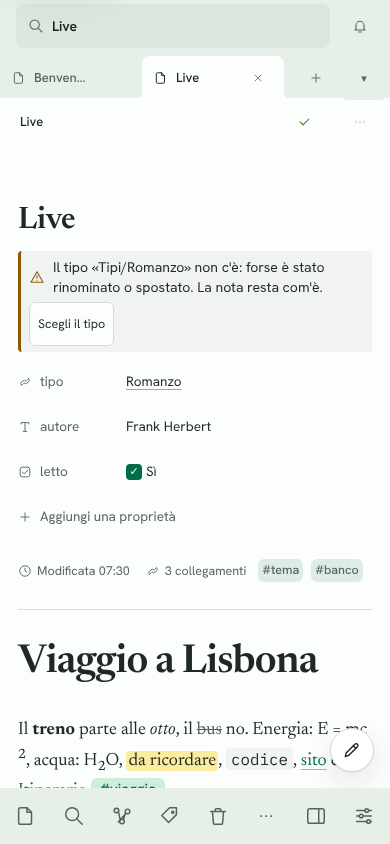 Live
Benven...
Live
Live
Live
Il tipo «Tipi/Romanzo» non c'è: forse è stato
rinominato o spostato. La nota resta com'è.
Scegli il tipo
tipo Romanzo
autore Frank Herbert
letto Sì
Aggiungi una proprietà
Modificata 07:30 3 collegamenti #tema #banco
Viaggio a Lisbona
Il treno parte alle otto, il bus no. Energia: E = mc
2, acqua: H2O, da ricordare, codice, sito